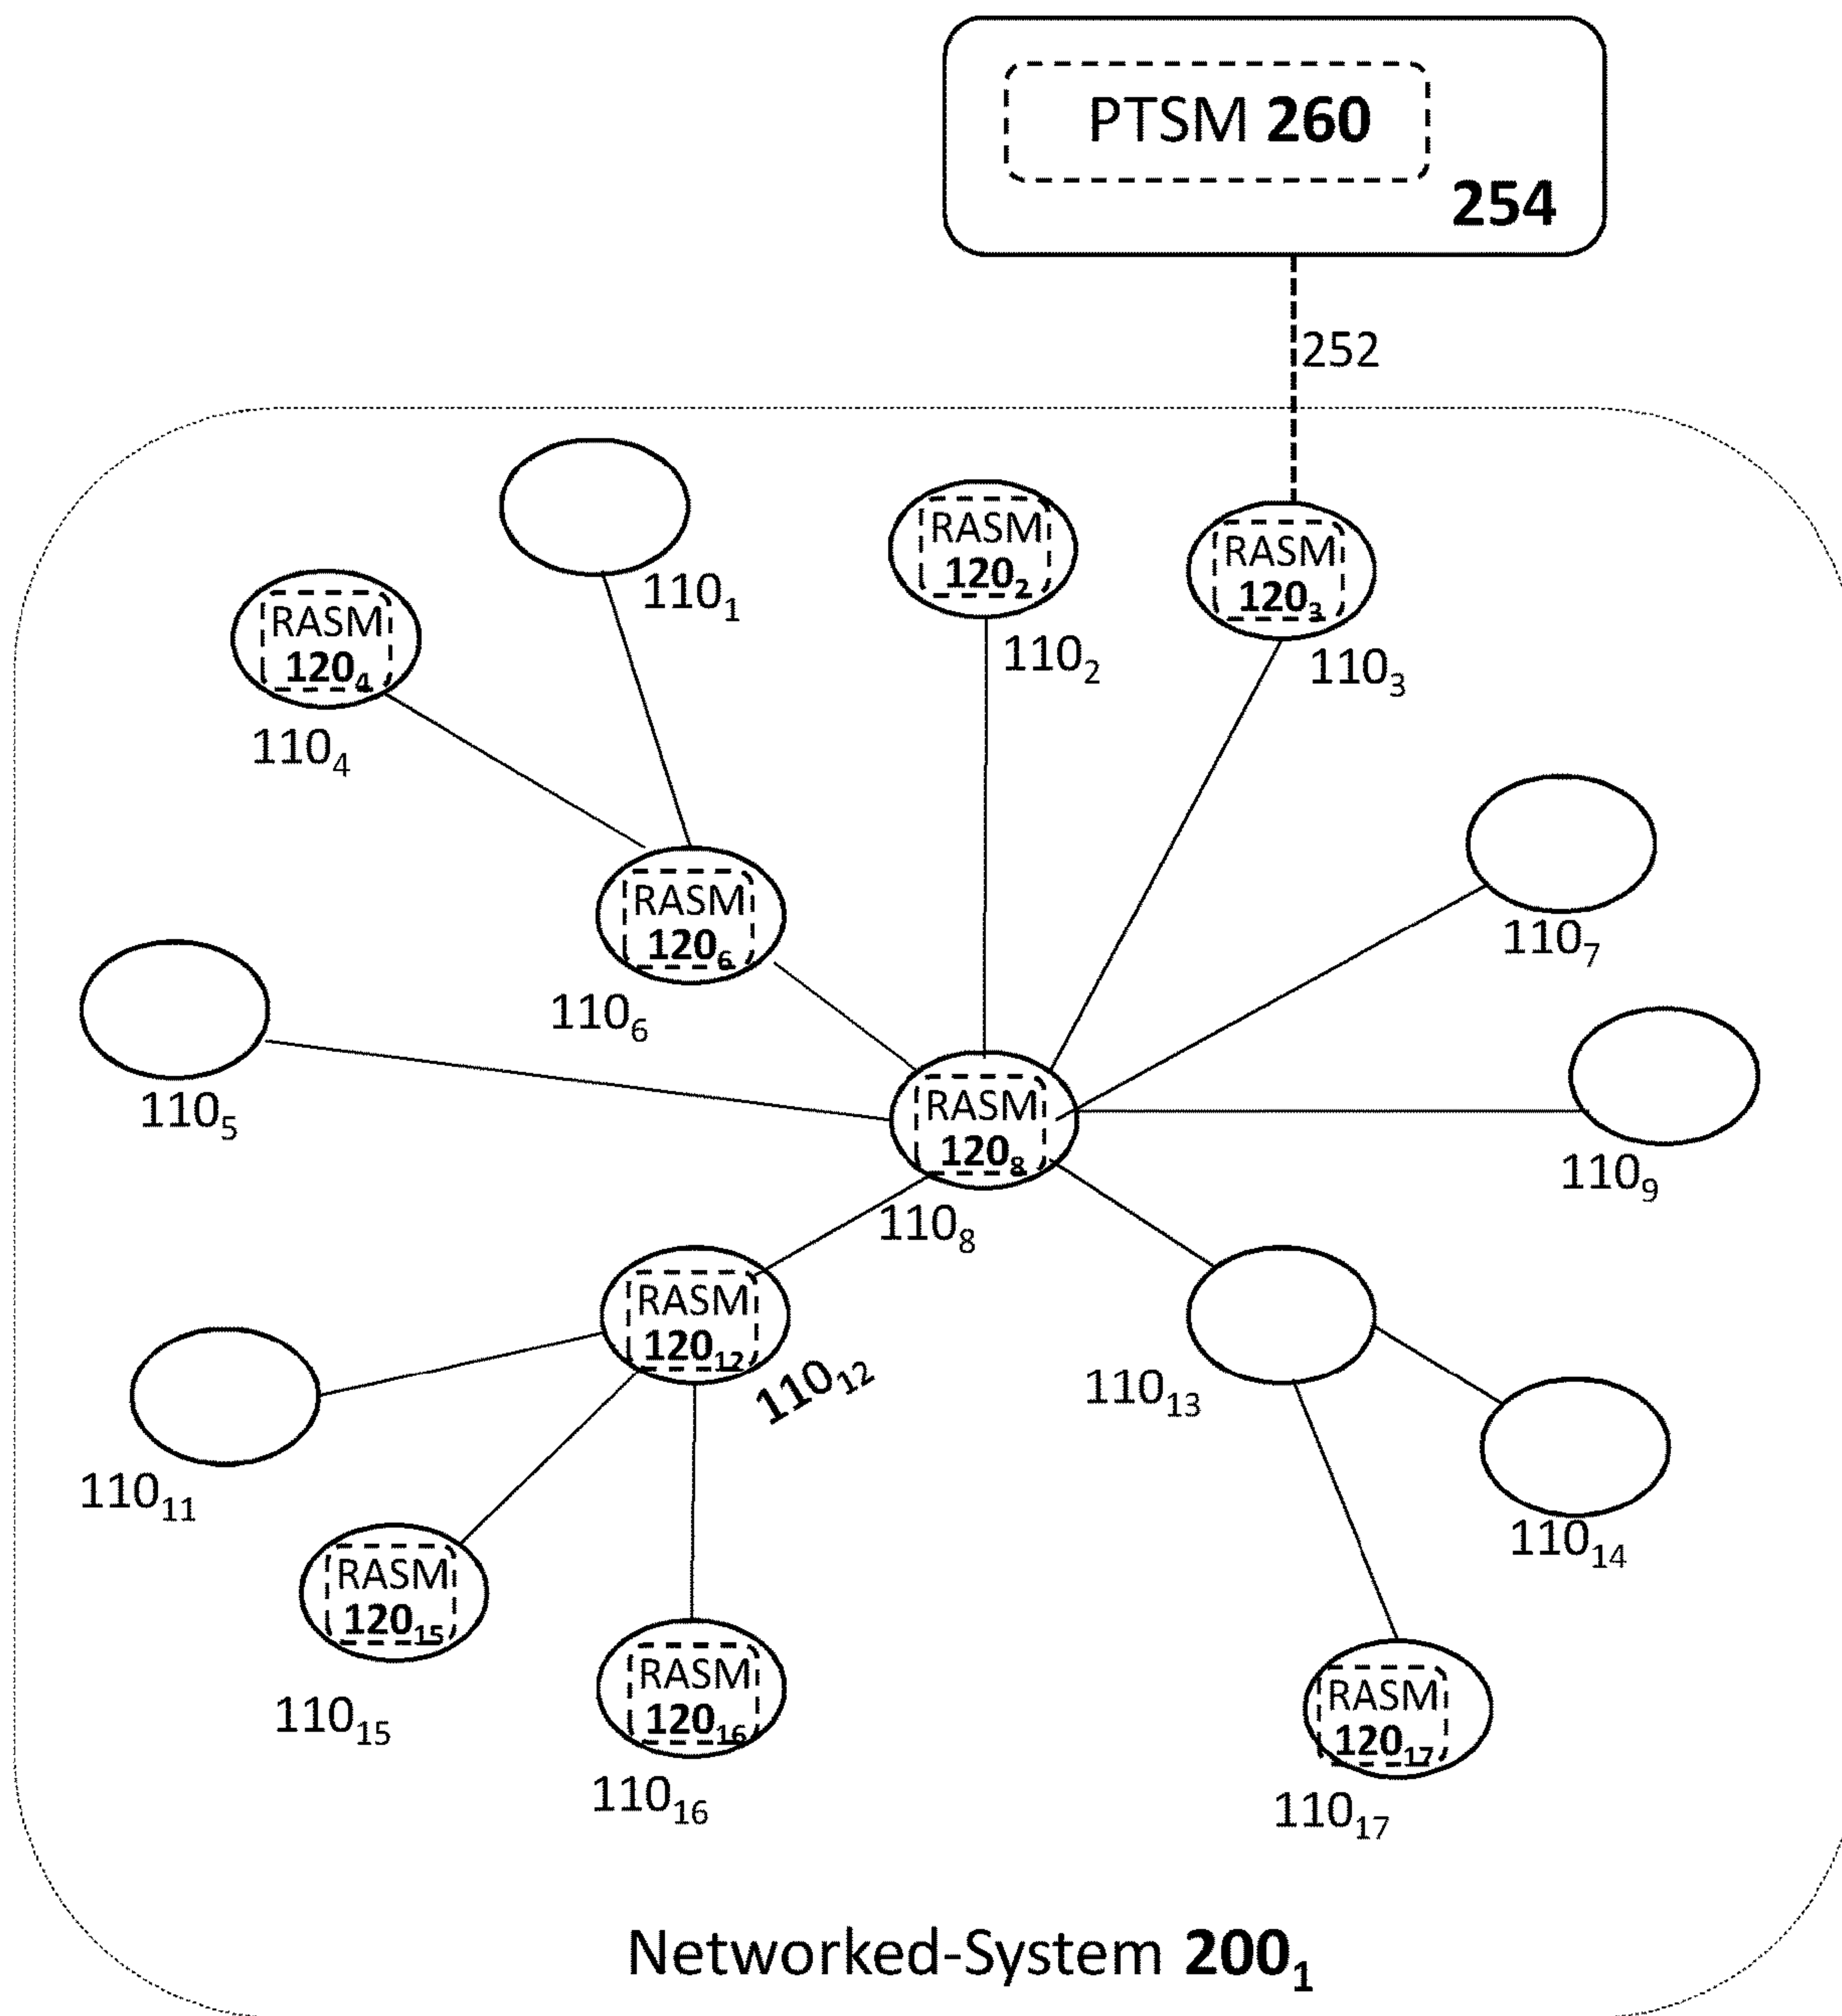 PTSM 260
254
252
RASM
120₂
110₁
RASM
120₃
RASM
120₄
110₂
110₃
110₄
RASM
120₆
110₇
110₆
RASM
120₈
110₅
110₉
110₈
RASM
120₁₂
110₁₂
110₁₃
110₁₁
110₁₄
RASM
120₁₅
RASM
120₁₆
RASM
120₁₇
110₁₅
110₁₆
110₁₇
Networked-System 200₁